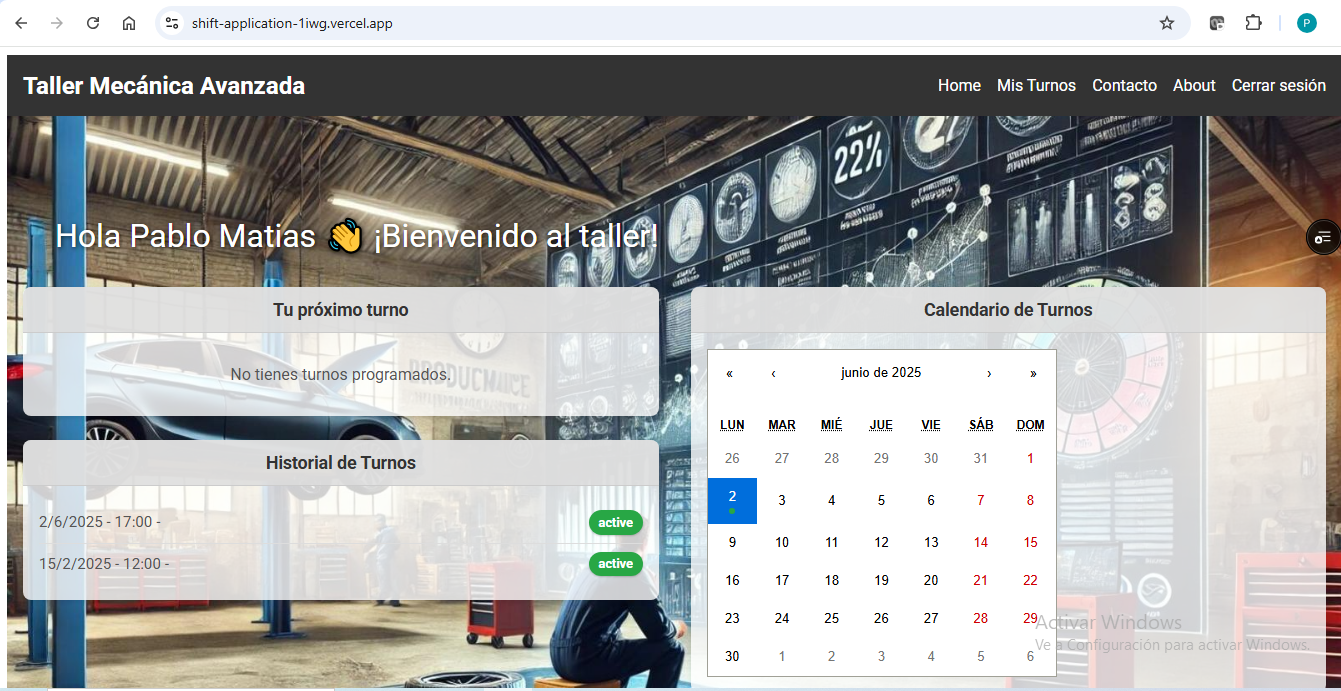 shift-application-1iwg.vercel.app
P
Taller Mecánica Avanzada
Home Mis Turnos Contacto About Cerrar sesión
22%
Hola Pablo Matias 👋 ¡Bienvenido al taller!
Tu próximo turno
No tienes turnos programados.
Historial de Turnos
2/6/2025 - 17:00 - active
15/2/2025 - 12:00 - active
Calendario de Turnos
« ‹ junio de 2025 › »
LUN MAR MIÉ JUE VIE SÁB DOM
26 27 28 29 30 31 1
2 3 4 5 6 7 8
9 10 11 12 13 14 15
16 17 18 19 20 21 22
23 24 25 26 27 28 29
30 1 2 3 4 5 6
Activar Windows
Ve a Configuración para activar Windows.